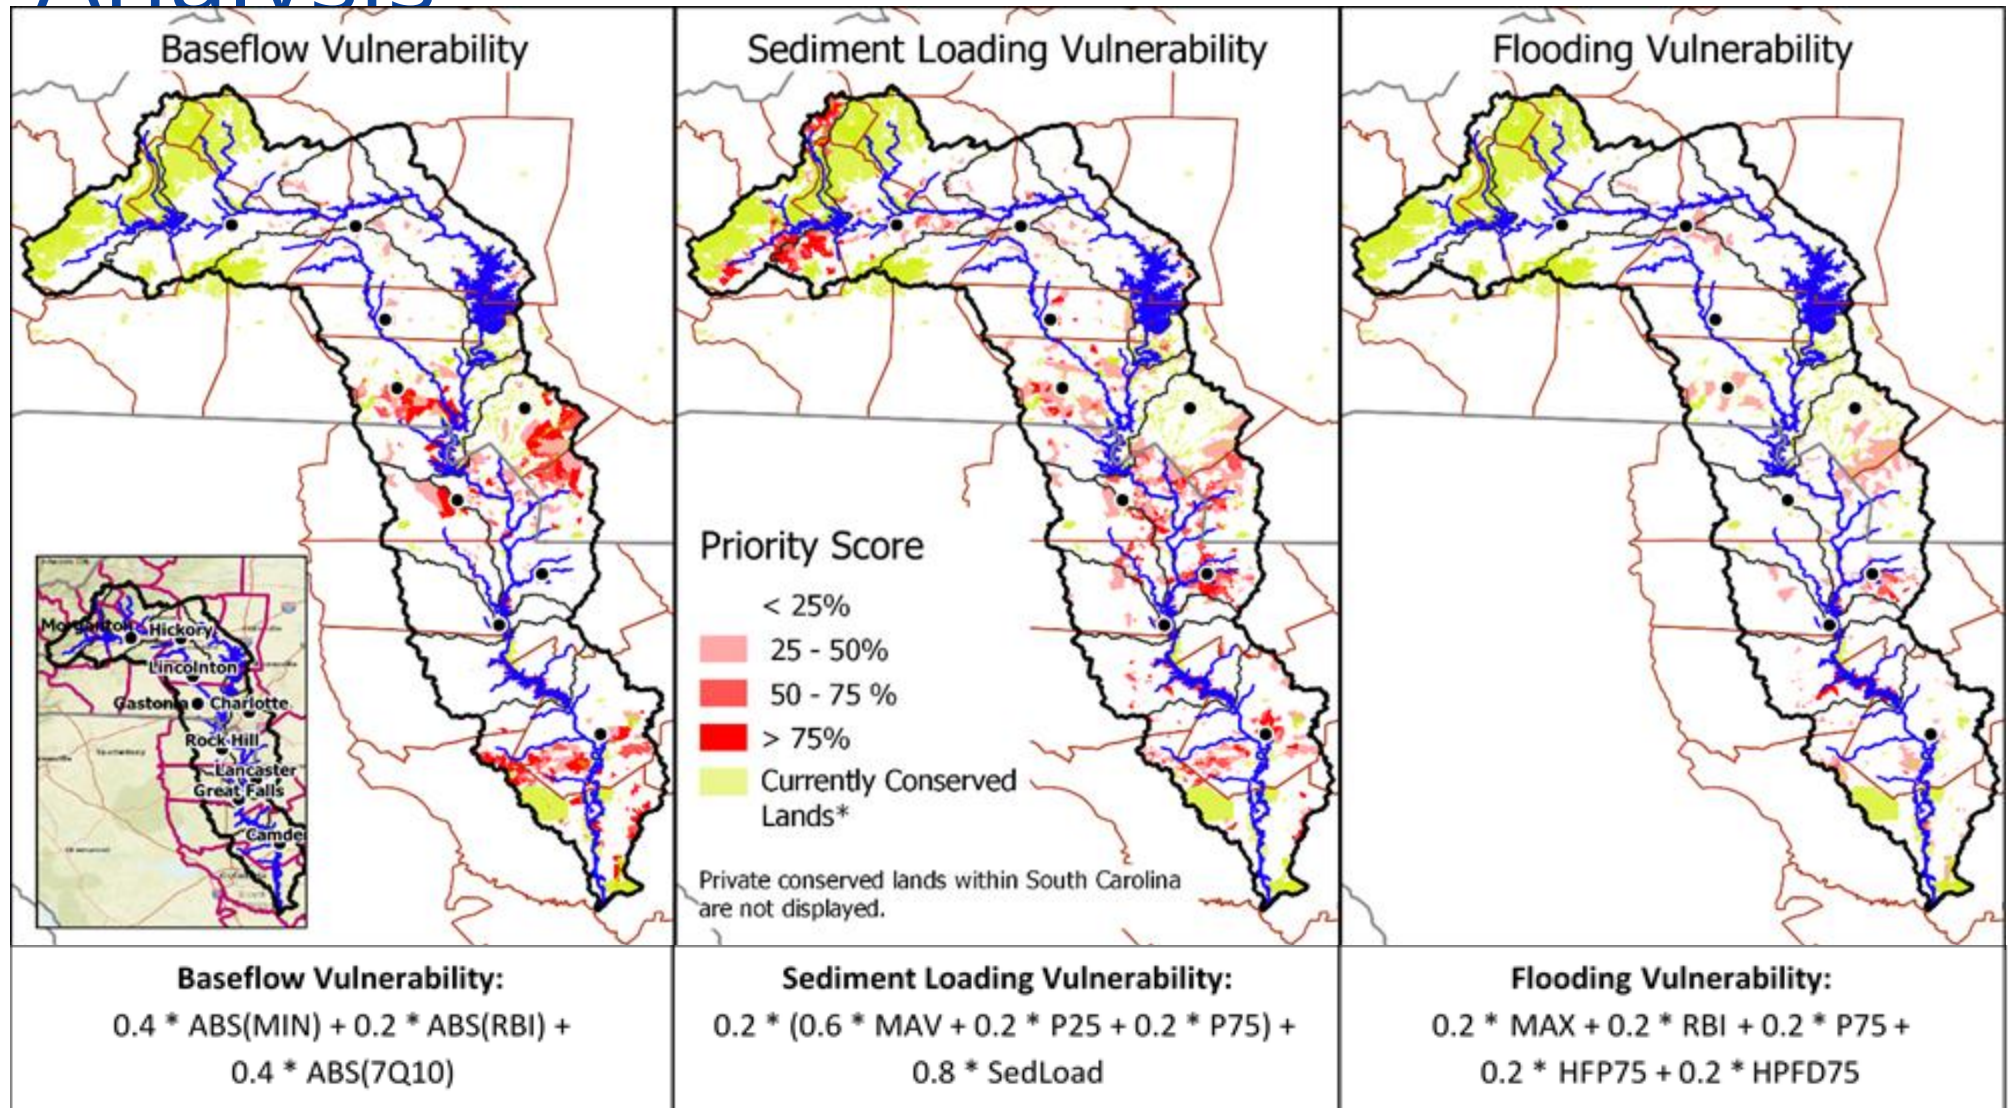 Analysis
Baseflow Vulnerability
Sediment Loading Vulnerability
Flooding Vulnerability
Priority Score
< 25%
25 - 50%
50 - 75 %
> 75%
Currently Conserved
Lands*
Private conserved lands within South Carolina
are not displayed.
Morganton
Hickory
Lincolnton
Gastonia
Charlotte
Rock Hill
Lancaster
Great Falls
Camde
Baseflow Vulnerability:
0.4 * ABS(MIN) + 0.2 * ABS(RBI) +
0.4 * ABS(7Q10)
Sediment Loading Vulnerability:
0.2 * (0.6 * MAV + 0.2 * P25 + 0.2 * P75) +
0.8 * SedLoad
Flooding Vulnerability:
0.2 * MAX + 0.2 * RBI + 0.2 * P75 +
0.2 * HFP75 + 0.2 * HPFD75